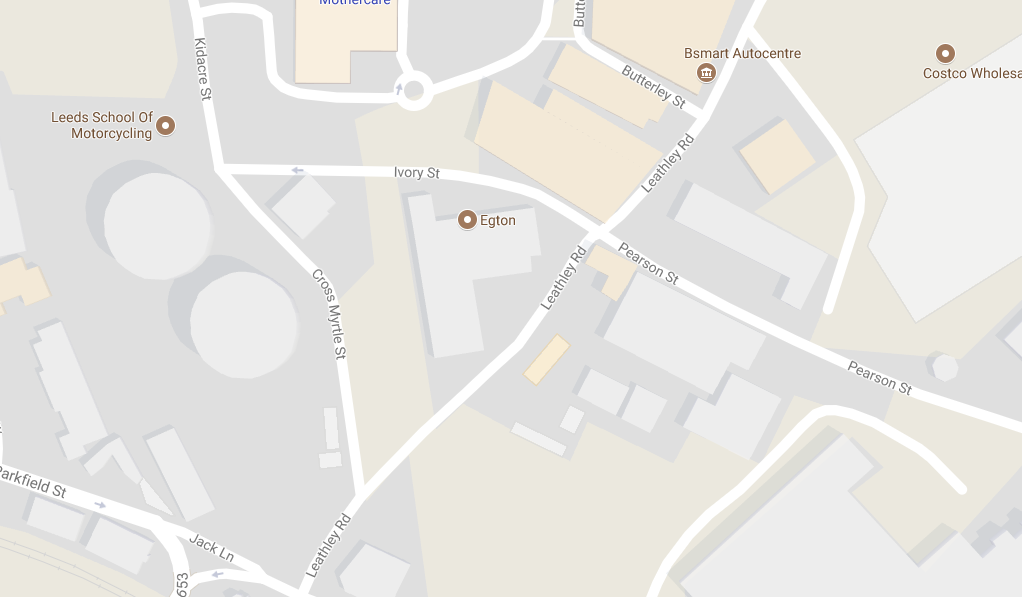 Mothercare
Kidacre St
Butte
Bsmart Autocentre
Costco Wholesa
Butterley St
Leeds School Of
Motorcycling
Leathley Rd
Ivory St
Egton
Pearson St
Leathley Rd
Cross Myrtle St
Pearson St
Parkfield St
Jack Ln
Leathley Rd
653